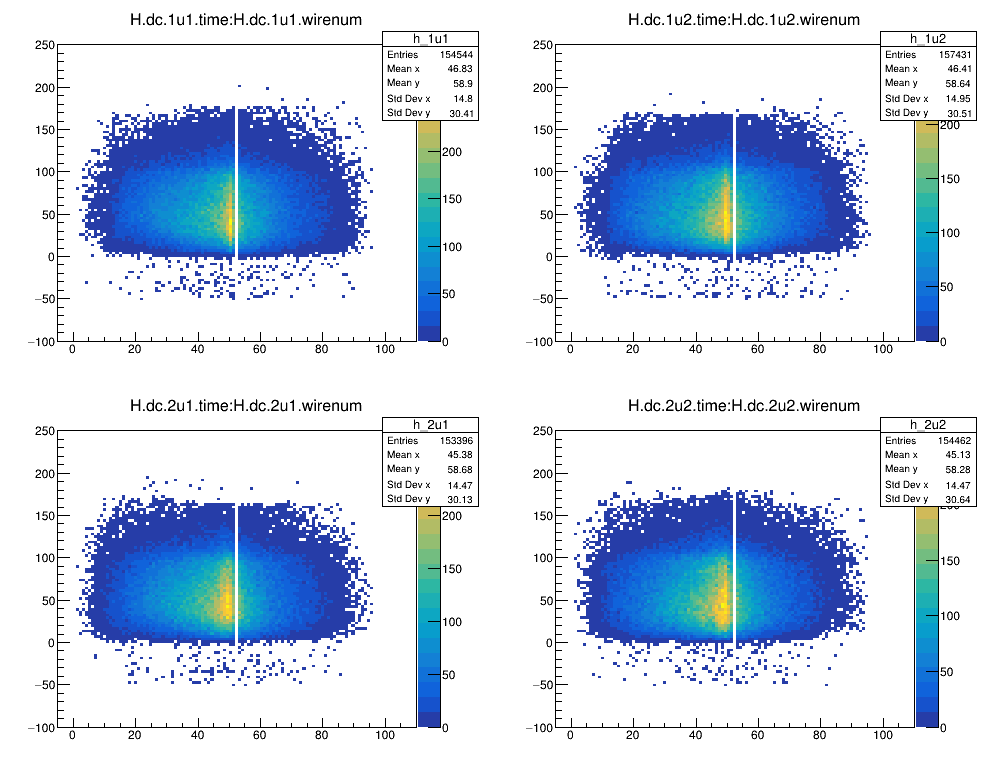 H.dc.1u1.time:H.dc.1u1.wirenum
h_1u1
Entries 154544
Mean x 46.83
Mean y 58.9
Std Dev x 14.8
Std Dev y 30.41
250
200
150
100
50
0
−50
−100
0 20 40 60 80 100
200
150
100
50
0
H.dc.1u2.time:H.dc.1u2.wirenum
h_1u2
Entries 157431
Mean x 46.41
Mean y 58.64
Std Dev x 14.95
Std Dev y 30.51
250
200
150
100
50
0
−50
−100
0 20 40 60 80 100
200
150
100
50
0
H.dc.2u1.time:H.dc.2u1.wirenum
h_2u1
Entries 153396
Mean x 45.38
Mean y 58.68
Std Dev x 14.47
Std Dev y 30.13
250
200
150
100
50
0
−50
−100
0 20 40 60 80 100
200
150
100
50
0
H.dc.2u2.time:H.dc.2u2.wirenum
h_2u2
Entries 154462
Mean x 45.13
Mean y 58.28
Std Dev x 14.47
Std Dev y 30.64
250
200
150
100
50
0
−50
−100
0 20 40 60 80 100
200
150
100
50
0